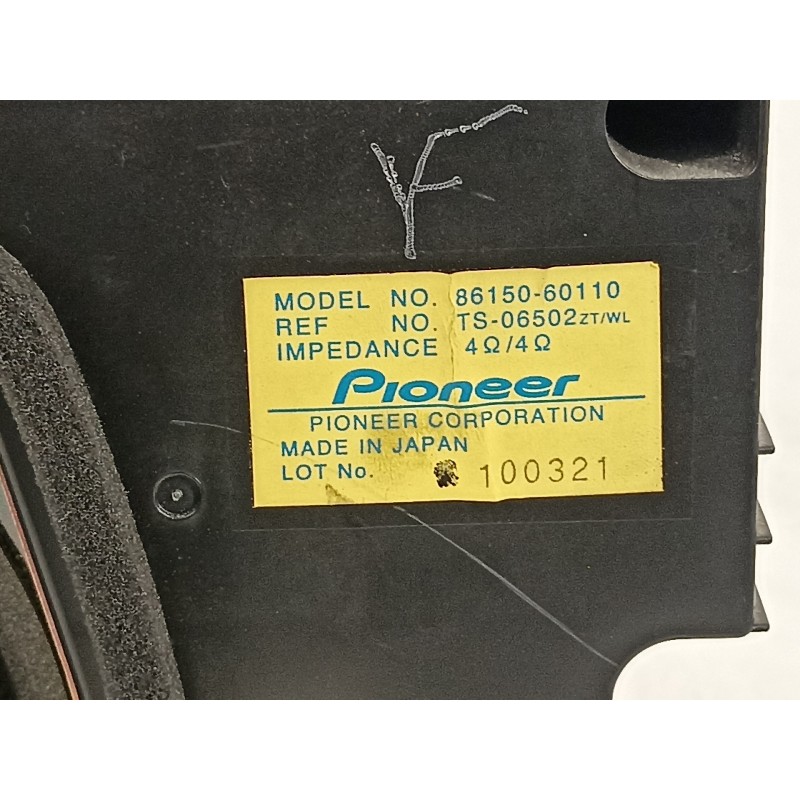 YF
MODEL NO. 86150-60110
REF NO. TS-06502ZT/WL
IMPEDANCE 4Ω/4Ω
Pioneer
PIONEER CORPORATION
MADE IN JAPAN
LOT No. 100321